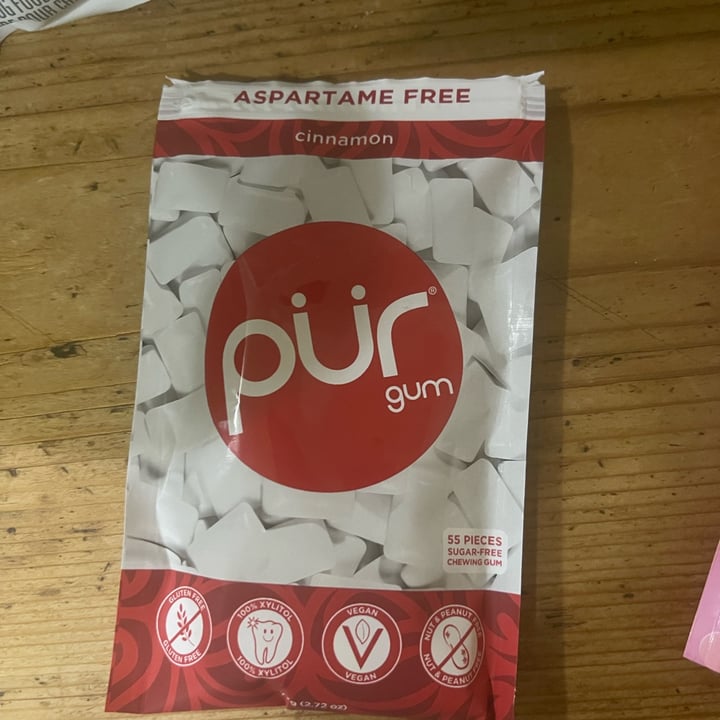 ASPARTAME FREE
cinnamon
pür®
gum
55 PIECES
SUGAR-FREE
CHEWING GUM
GLUTEN FREE
GLUTEN FREE
100% XYLITOL
100% XYLITOL
VEGAN
VEGAN
NUT & PEANUT FREE
NUT & PEANUT FREE
g (2.72 oz)